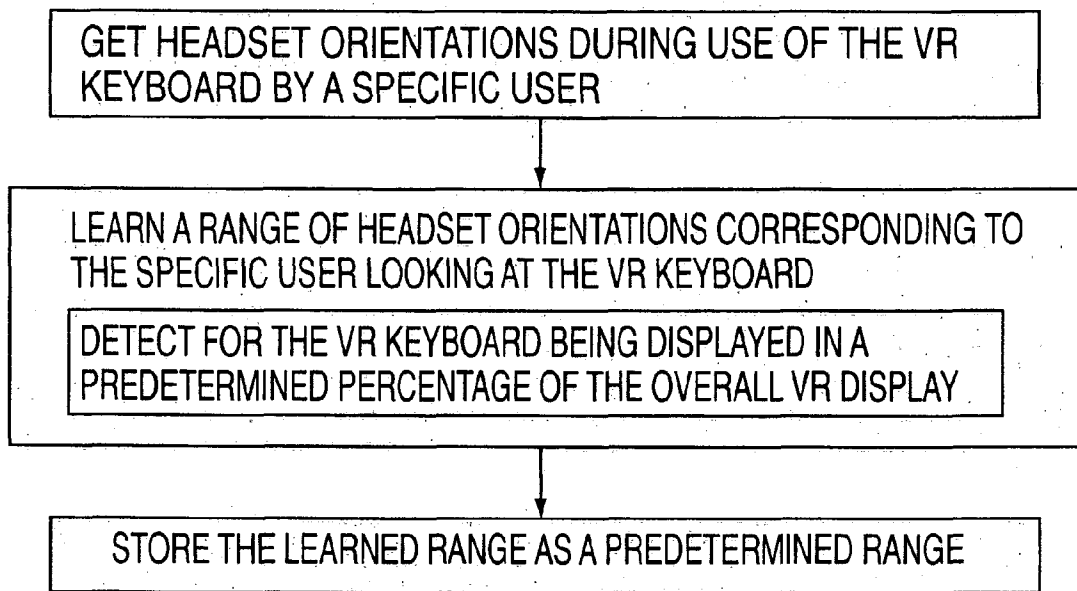 GET HEADSET ORIENTATIONS DURING USE OF THE VR
KEYBOARD BY A SPECIFIC USER
LEARN A RANGE OF HEADSET ORIENTATIONS CORRESPONDING TO
THE SPECIFIC USER LOOKING AT THE VR KEYBOARD
DETECT FOR THE VR KEYBOARD BEING DISPLAYED IN A
PREDETERMINED PERCENTAGE OF THE OVERALL VR DISPLAY
STORE THE LEARNED RANGE AS A PREDETERMINED RANGE